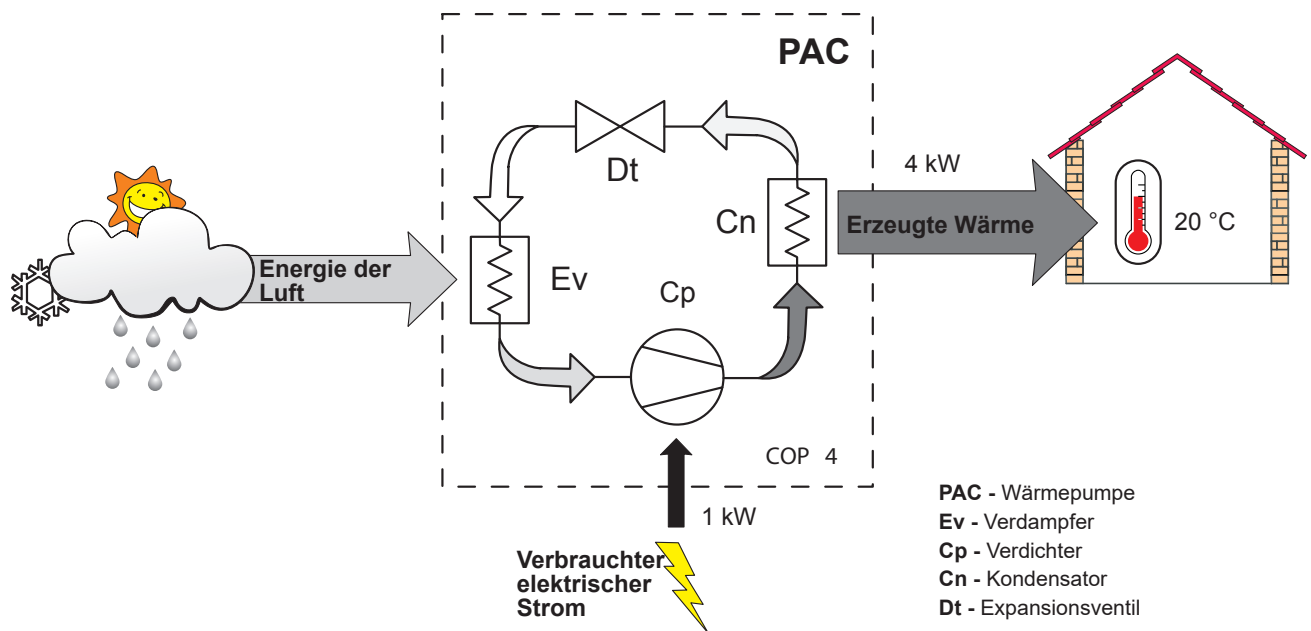 PAC
Dt
4 kW
Cn
Erzeugte Wärme
20 °C
Energie der
Luft
Ev
Cp
COP 4
1 kW
Verbrauchter
elektrischer
Strom
PAC - Wärmepumpe
Ev - Verdampfer
Cp - Verdichter
Cn - Kondensator
Dt - Expansionsventil